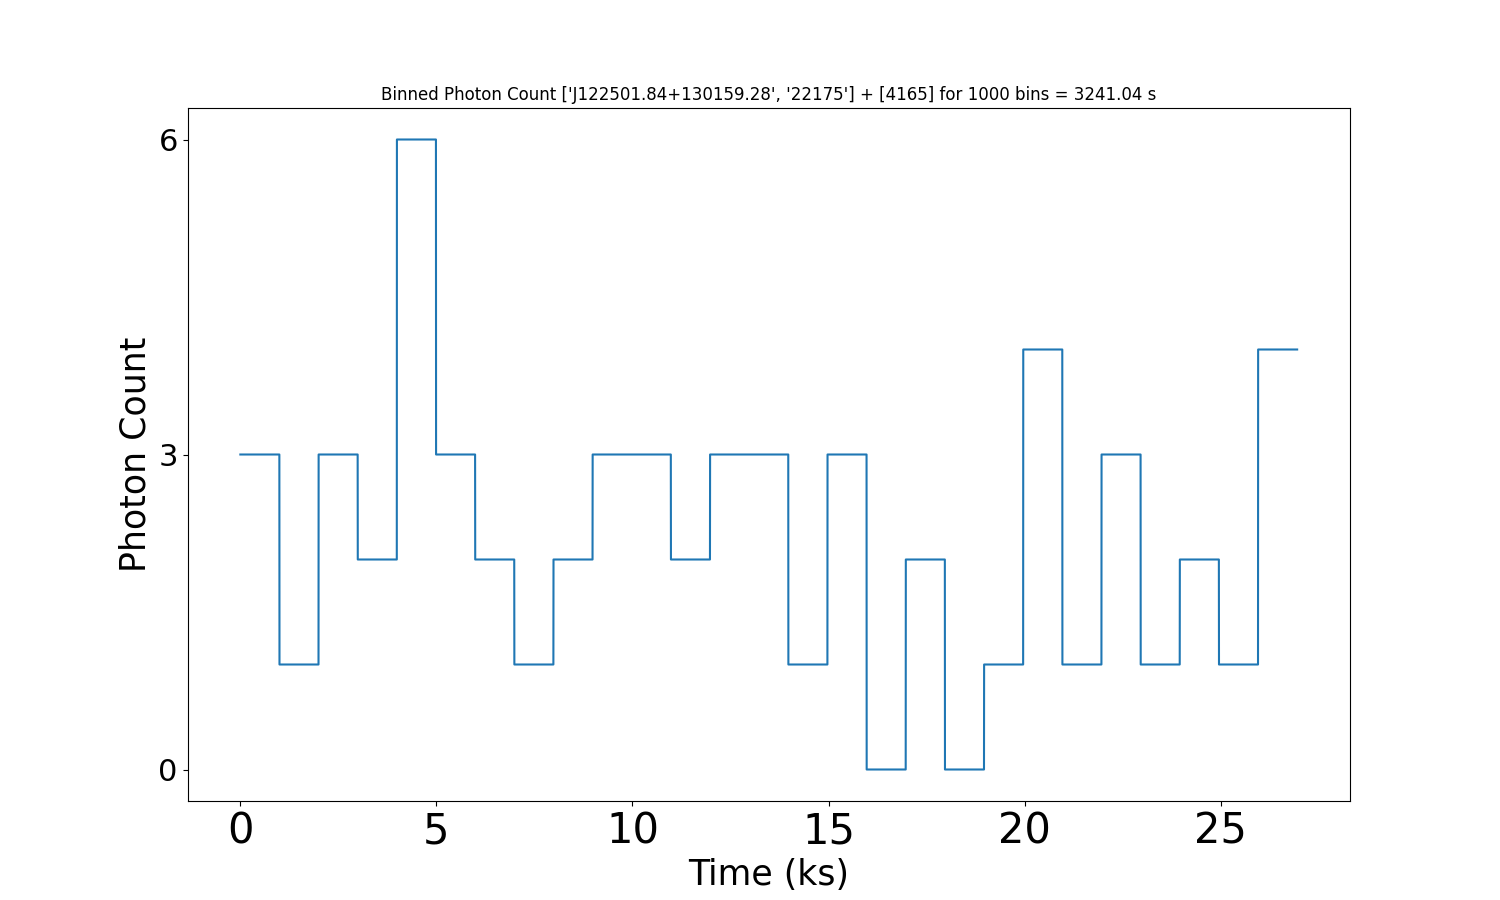 Binned Photon Count ['J122501.84+130159.28', '22175'] + [4165] for 1000 bins = 3241.04 s
6
3
0
Photon Count
0 5 10 15 20 25
Time (ks)